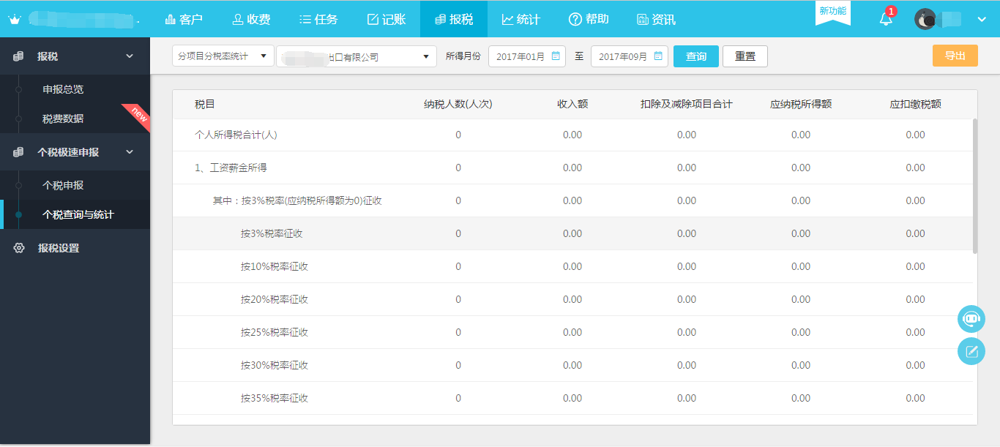 客户 收费 任务 记账 报税 统计 帮助 资讯 新功能 1
报税
申报总览
税费数据 new
个税极速申报
个税申报
个税查询与统计
报税设置
分项目分税率统计 出口有限公司 所得月份 2017年01月 至 2017年09月 查询 重置 导出
税目 纳税人数(人次) 收入额 扣除及减除项目合计 应纳税所得额 应扣缴税额
个人所得税合计(人) 0 0.00 0.00 0.00 0.00
1、工资薪金所得 0 0.00 0.00 0.00 0.00
其中：按3%税率(应纳税所得额为0)征收 0 0.00 0.00 0.00 0.00
按3%税率征收 0 0.00 0.00 0.00 0.00
按10%税率征收 0 0.00 0.00 0.00 0.00
按20%税率征收 0 0.00 0.00 0.00 0.00
按25%税率征收 0 0.00 0.00 0.00 0.00
按30%税率征收 0 0.00 0.00 0.00 0.00
按35%税率征收 0 0.00 0.00 0.00 0.00